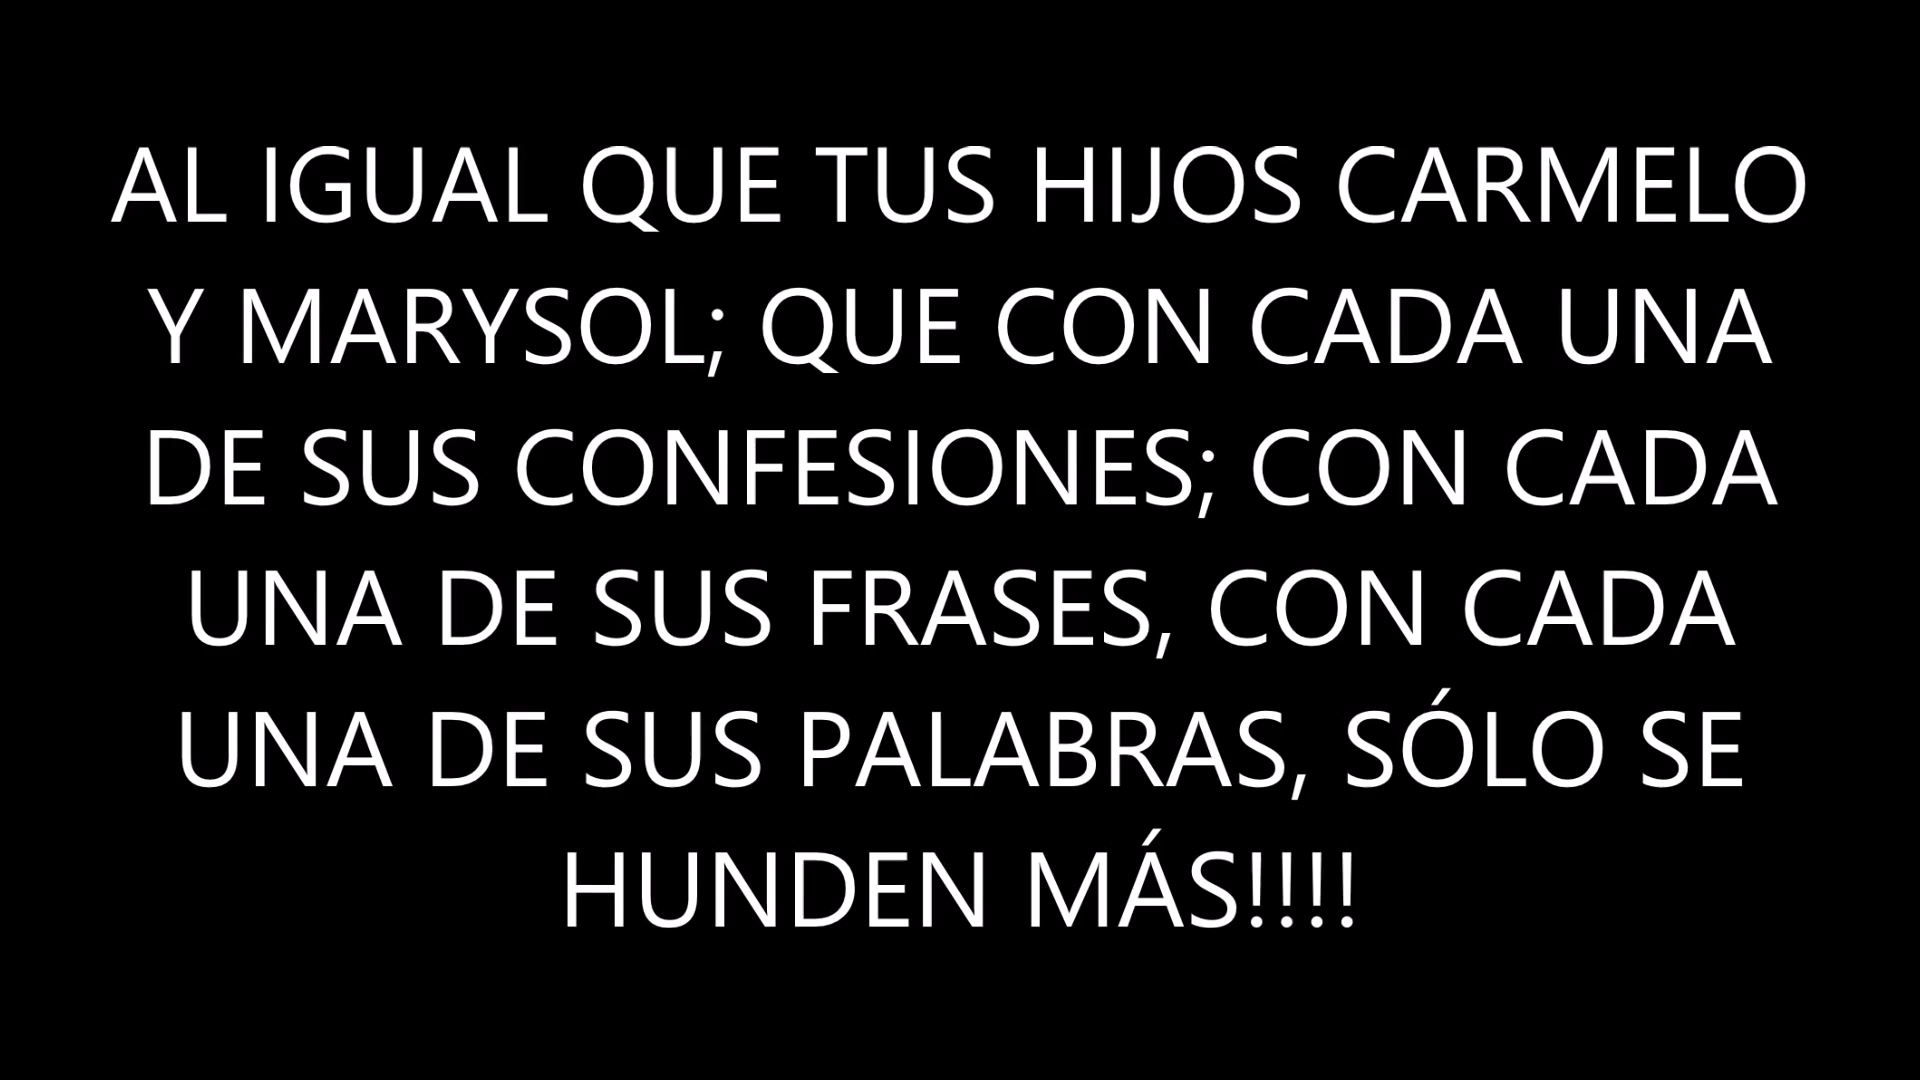 AL IGUAL QUE TUS HIJOS CARMELO
Y MARYSOL; QUE CON CADA UNA
DE SUS CONFESIONES; CON CADA
UNA DE SUS FRASES, CON CADA
UNA DE SUS PALABRAS, SÓLO SE
HUNDEN MÁS!!!!